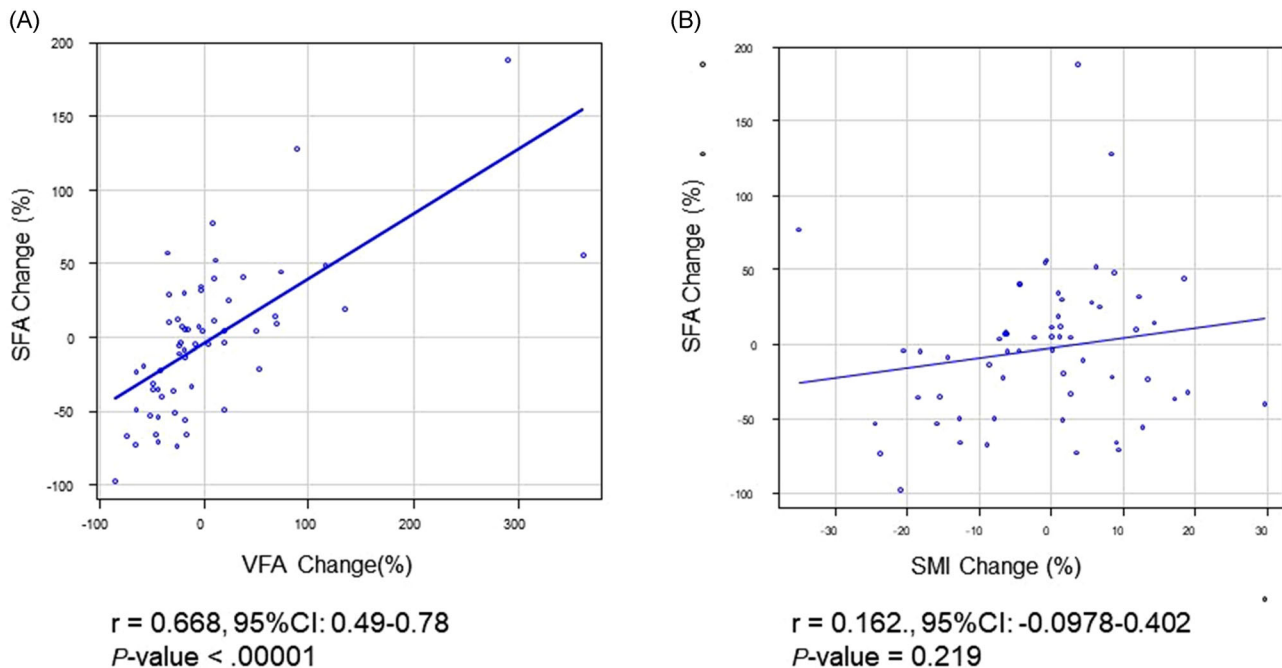 (A)
200
150
100
50
0
-50
-100
SFA Change (%)
-100
0
100
200
300
VFA Change(%)
r = 0.668, 95%CI: 0.49-0.78
P-value < .00001
(B)
200
150
100
50
0
-50
-100
SFA Change (%)
-30
-20
-10
0
10
20
30
SMI Change (%)
r = 0.162., 95%CI: -0.0978-0.402
P-value = 0.219